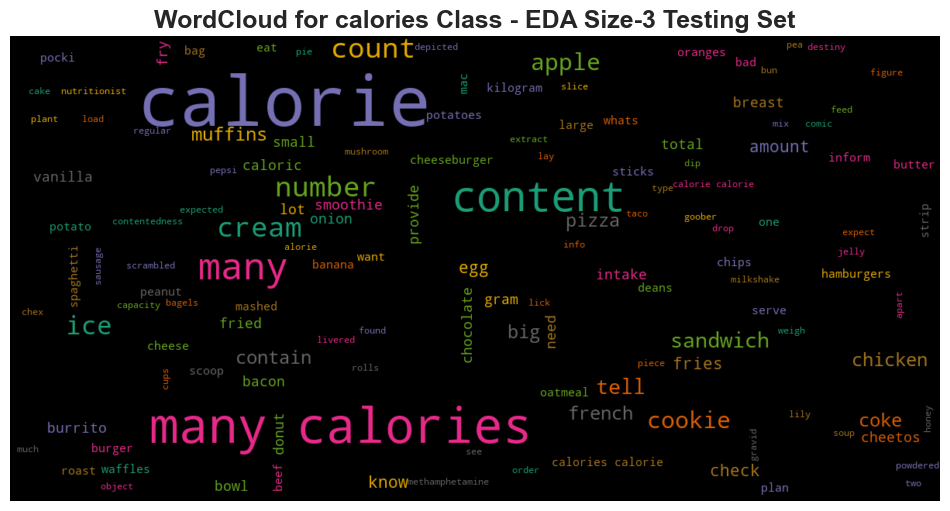 WordCloud for calories Class - EDA Size-3 Testing Set
pocki
fry
bag
eat
pie
count
depicted
apple
oranges
bad
pea
destiny
bun
figure
cake
nutritionist
calorie
mac
kilogram
slice
breast
plant
load
regular
muffins
small
potatoes
large
whats
extract
feed
mix
comic
total
amount
mushroom
pepsi
caloric
cheeseburger
lay
sticks
dip
inform
butter
vanilla
number
smoothie
provide
content
type
calorie calorie
goober
expected
lot
onion
cream
pizza
taco
drop
one
strip
potato
contentedness
alorie
want
info
expect
spaghetti
sausage
scrambled
many
banana
egg
intake
chips
jelly
milkshake
hamburgers
peanut
gram
deans
chex
capacity
bagels
mashed
chocolate
lick
serve
apart
ice
fried
found
livered
big
need
sandwich
weigh
cheese
contain
rolls
piece
fries
chicken
cups
scoop
bacon
oatmeal
tell
burrito
many calories
donut
french
cookie
lily
coke
cheetos
honey
much
burger
see
gravid
soup
roast
waffles
beef
order
calories calorie
check
powdered
object
bowl
know
methamphetamine
plan
two